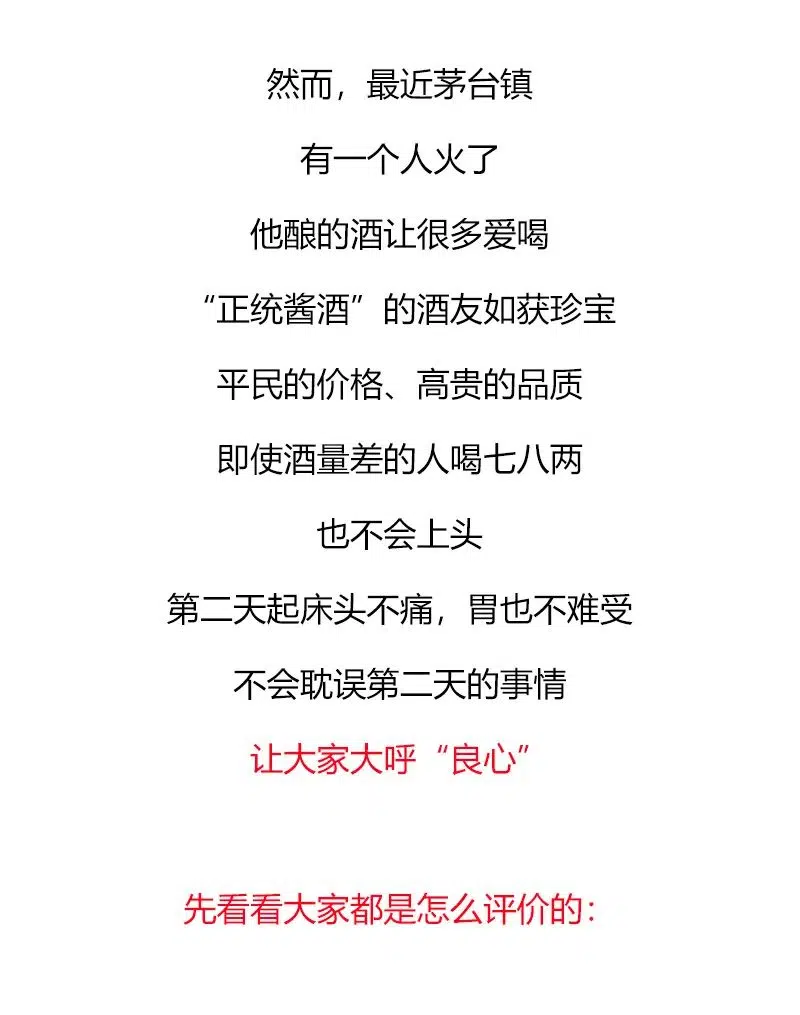 然而，最近茅台镇
有一个人火了
他酿的酒让很多爱喝
“正统酱酒”的酒友如获珍宝
平民的价格、高贵的品质
即使酒量差的人喝七八两
也不会上头
第二天起床头不痛，胃也不难受
不会耽误第二天的事情
让大家大呼“良心”
先看看大家都是怎么评价的：